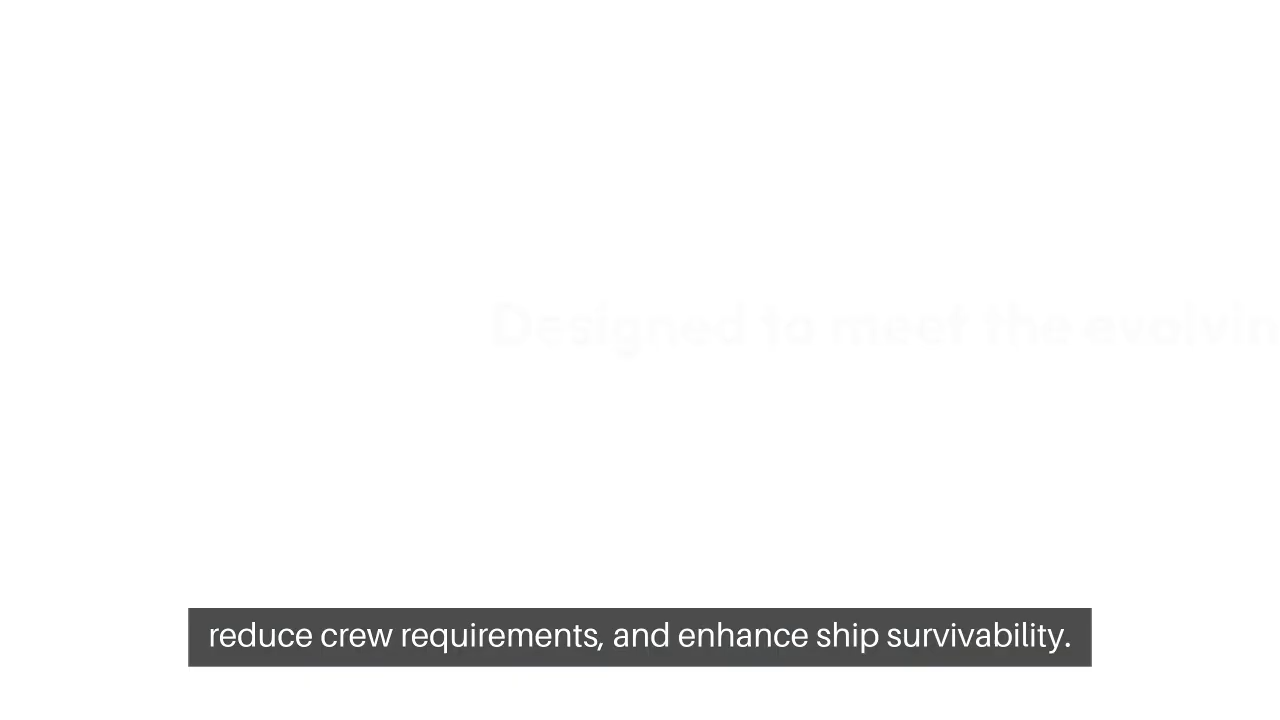 Designed to meet the evolvin
reduce crew requirements, and enhance ship survivability.